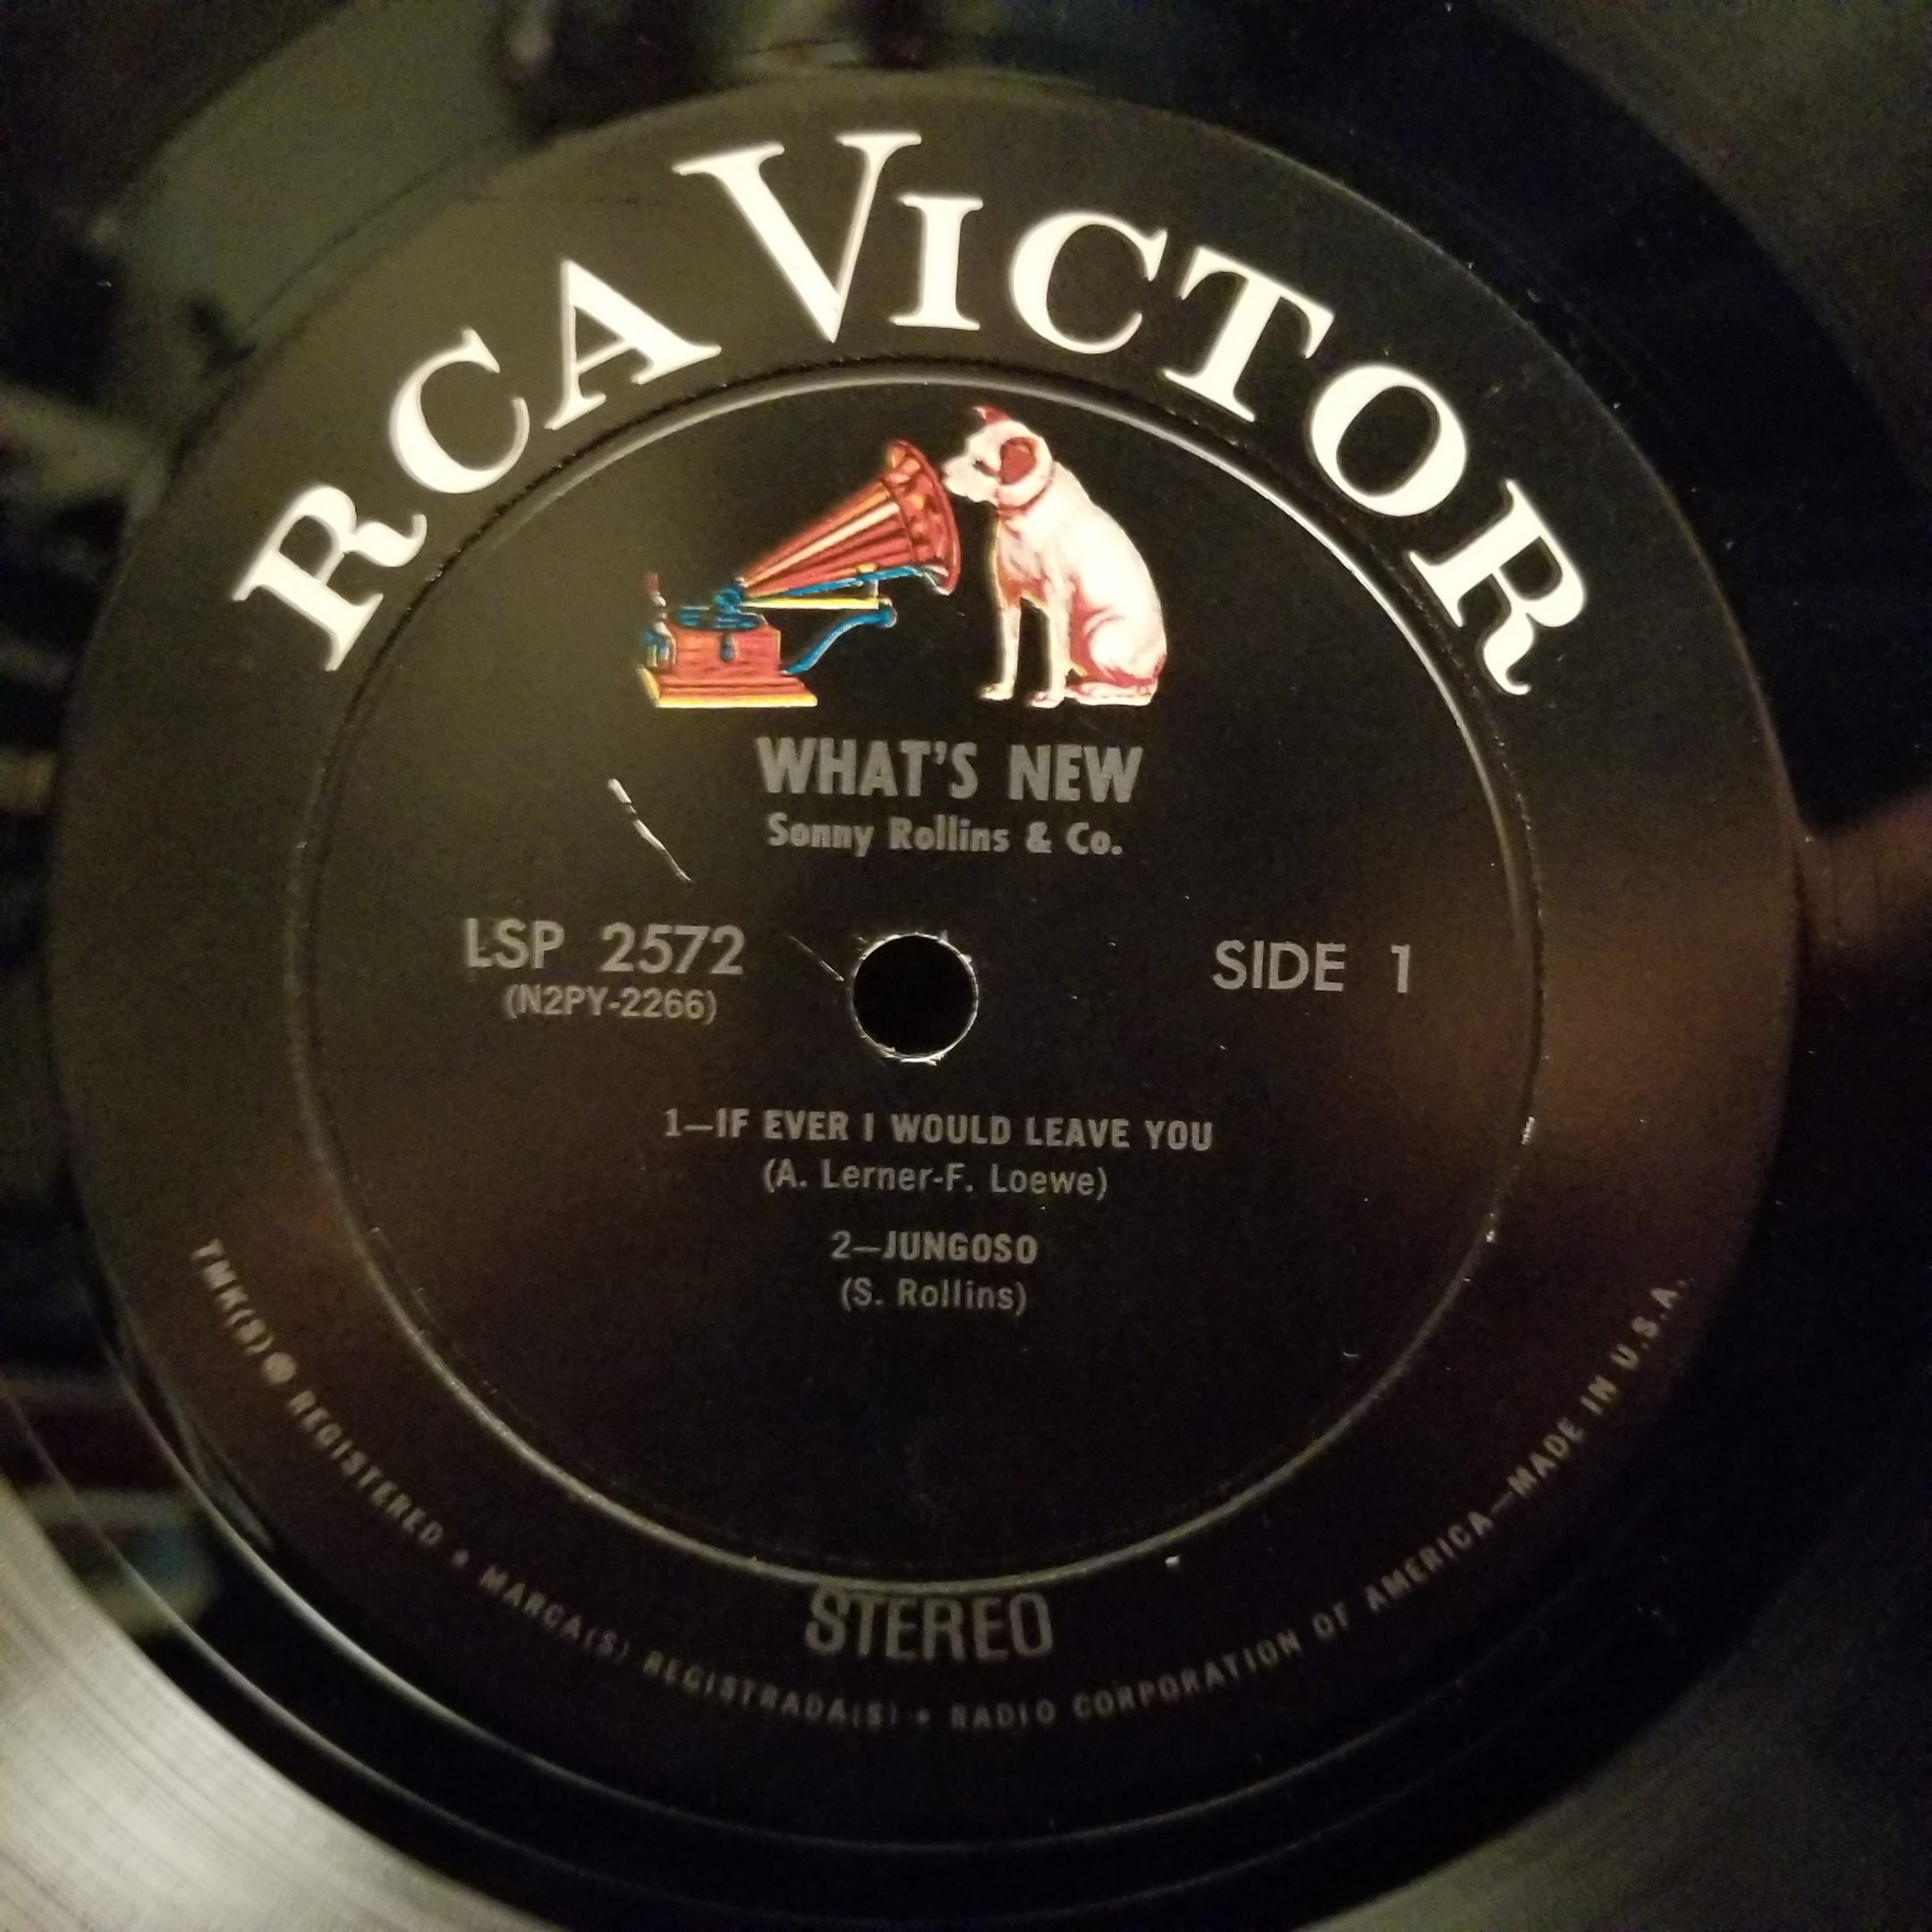 RCA VICTOR
WHAT'S NEW
Sonny Rollins & Co.
LSP 2572
(N2PY-2266)
SIDE 1
1—IF EVER I WOULD LEAVE YOU
(A. Lerner-F. Loewe)
2—JUNGOSO
(S. Rollins)
STEREO
TMK(S) ® REGISTERED • MARCA(S) REGISTRADA(S) • RADIO CORPORATION OF AMERICA—MADE IN U.S.A.